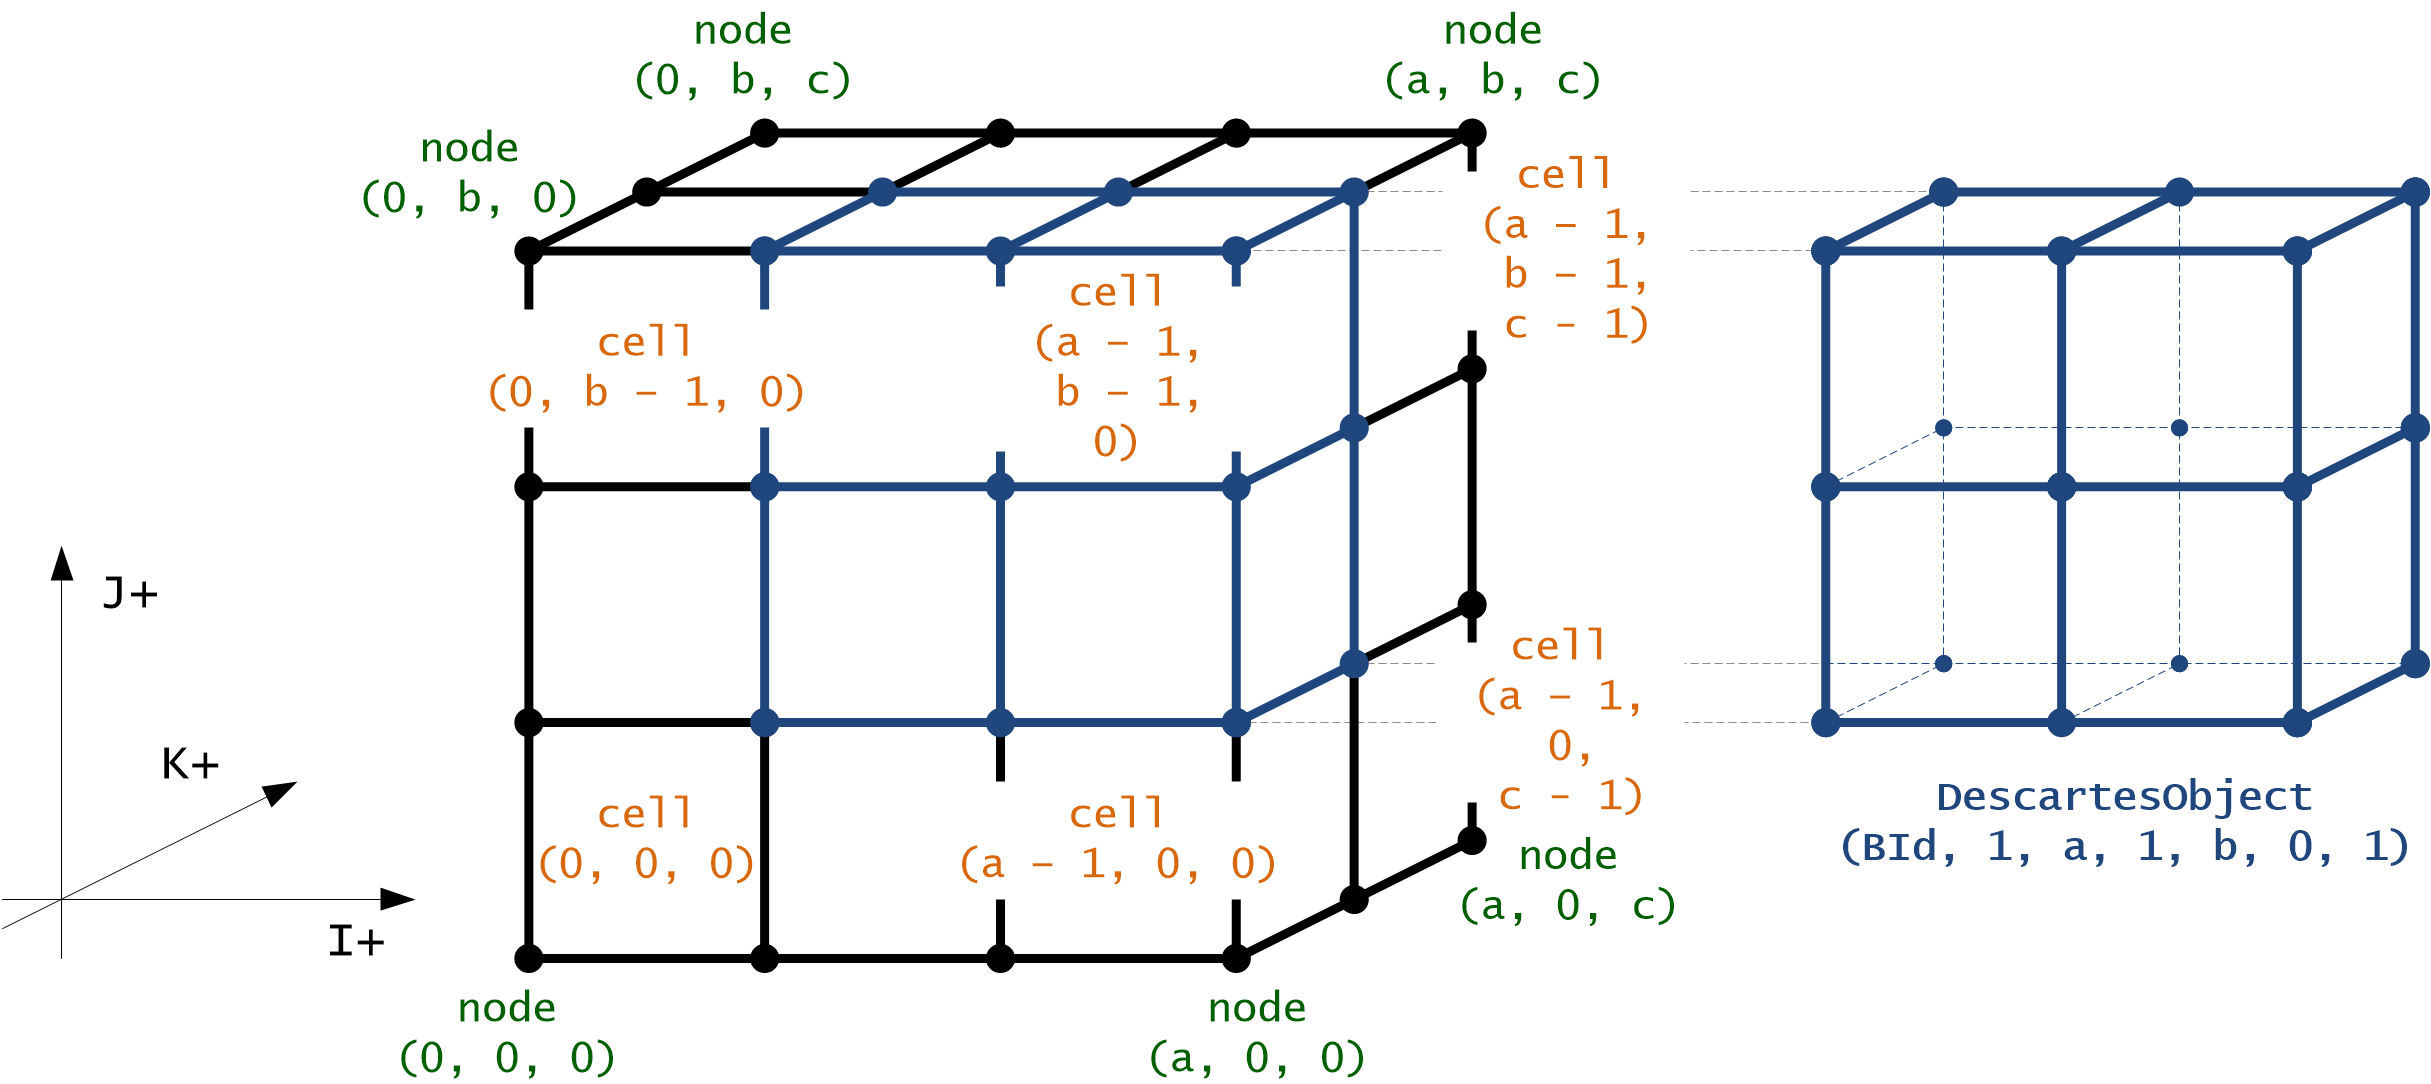 node
(0, b, c)
node
(a, b, c)
node
(0, b, 0)
cell
(a - 1,
b - 1,
c - 1)
cell
(a - 1,
b - 1,
0)
cell
(0, b - 1, 0)
J+
K+
I+
cell
(a - 1,
0,
c - 1)
cell
(0, 0, 0)
cell
(a - 1, 0, 0)
node
(a, 0, c)
DescartesObject
(BId, 1, a, 1, b, 0, 1)
node
(0, 0, 0)
node
(a, 0, 0)